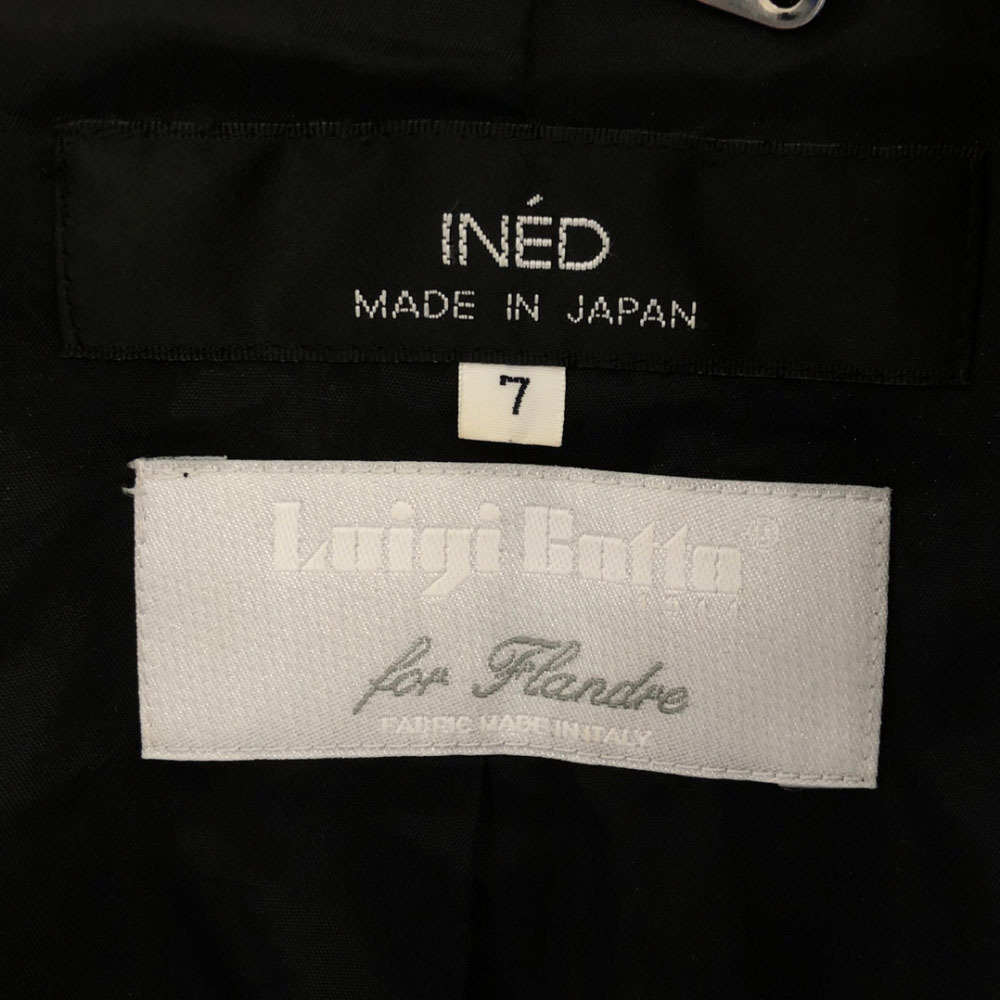 INÉD
MADE IN JAPAN
7
Luigi Botto®
for Flandre
FABRIC MADE IN ITALY